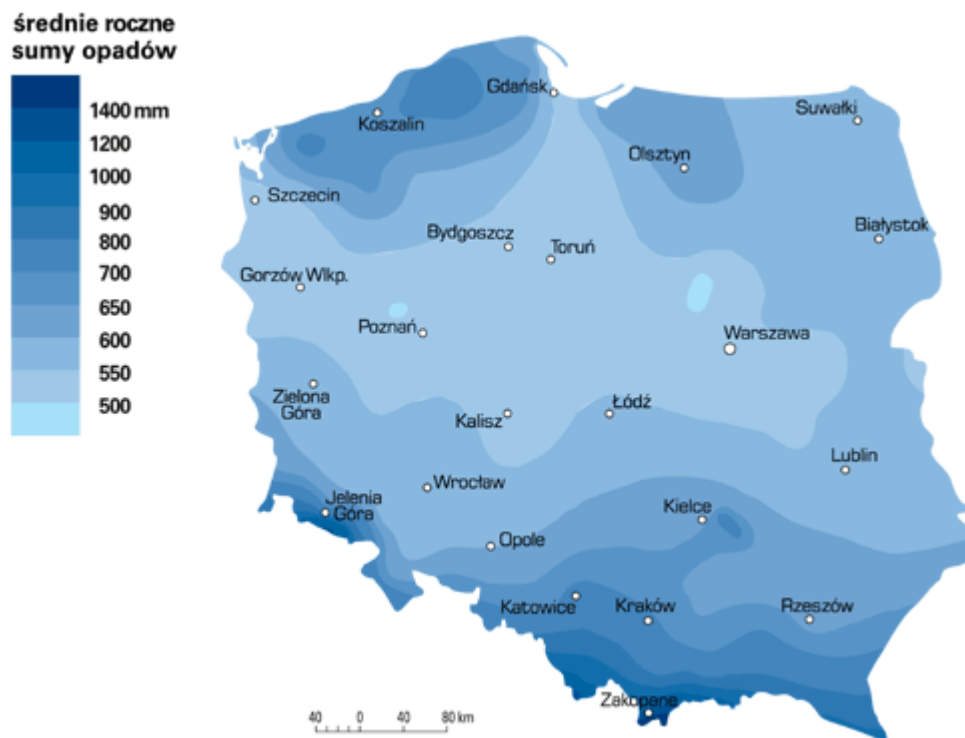 średnie roczne
sumy opadów
1400 mm
1200
1000
900
800
700
650
600
550
500
Gdańsk
Koszalin
Suwałki
Olsztyn
Szczecin
Bydgoszcz
Toruń
Białystok
Gorzów Wlkp.
Poznań
Warszawa
Zielona
Góra
Kalisz
Łódź
Lublin
Wrocław
Jelenia
Góra
Kielce
Opole
Katowice
Kraków
Rzeszów
Zakopane
40 0 40 80 km